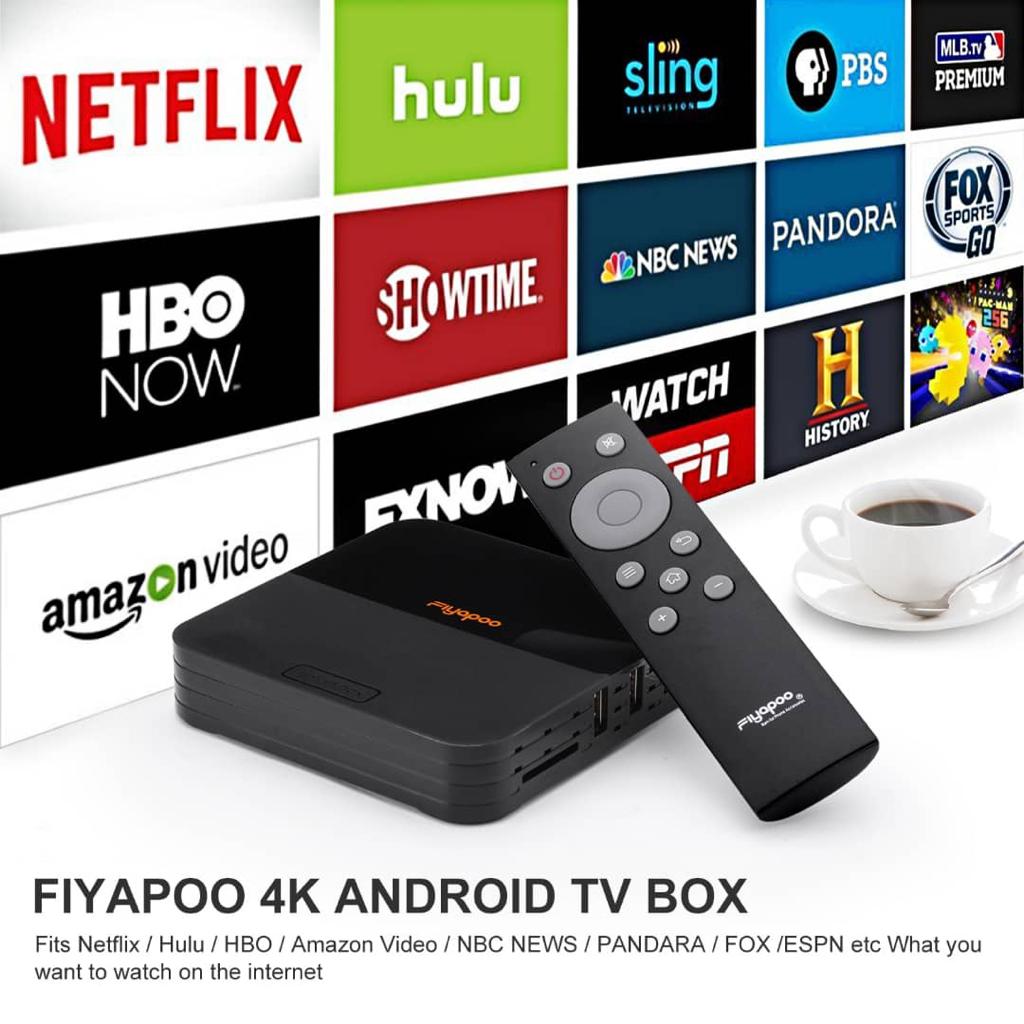 NETFLIX
hulu
sling
TELEVISION
PBS
MLB.TV
PREMIUM
HBO
NOW
SHOWTIME
NBC NEWS
PANDORA
FOX
SPORTS
GO
FXNOW
WATCH
HISTORY
PAC-MAN
256
amazon video
Fiyapoo
Fiyapoo®
FIYAPOO 4K ANDROID TV BOX
Fits Netflix / Hulu / HBO / Amazon Video / NBC NEWS / PANDARA / FOX /ESPN etc What you
want to watch on the internet